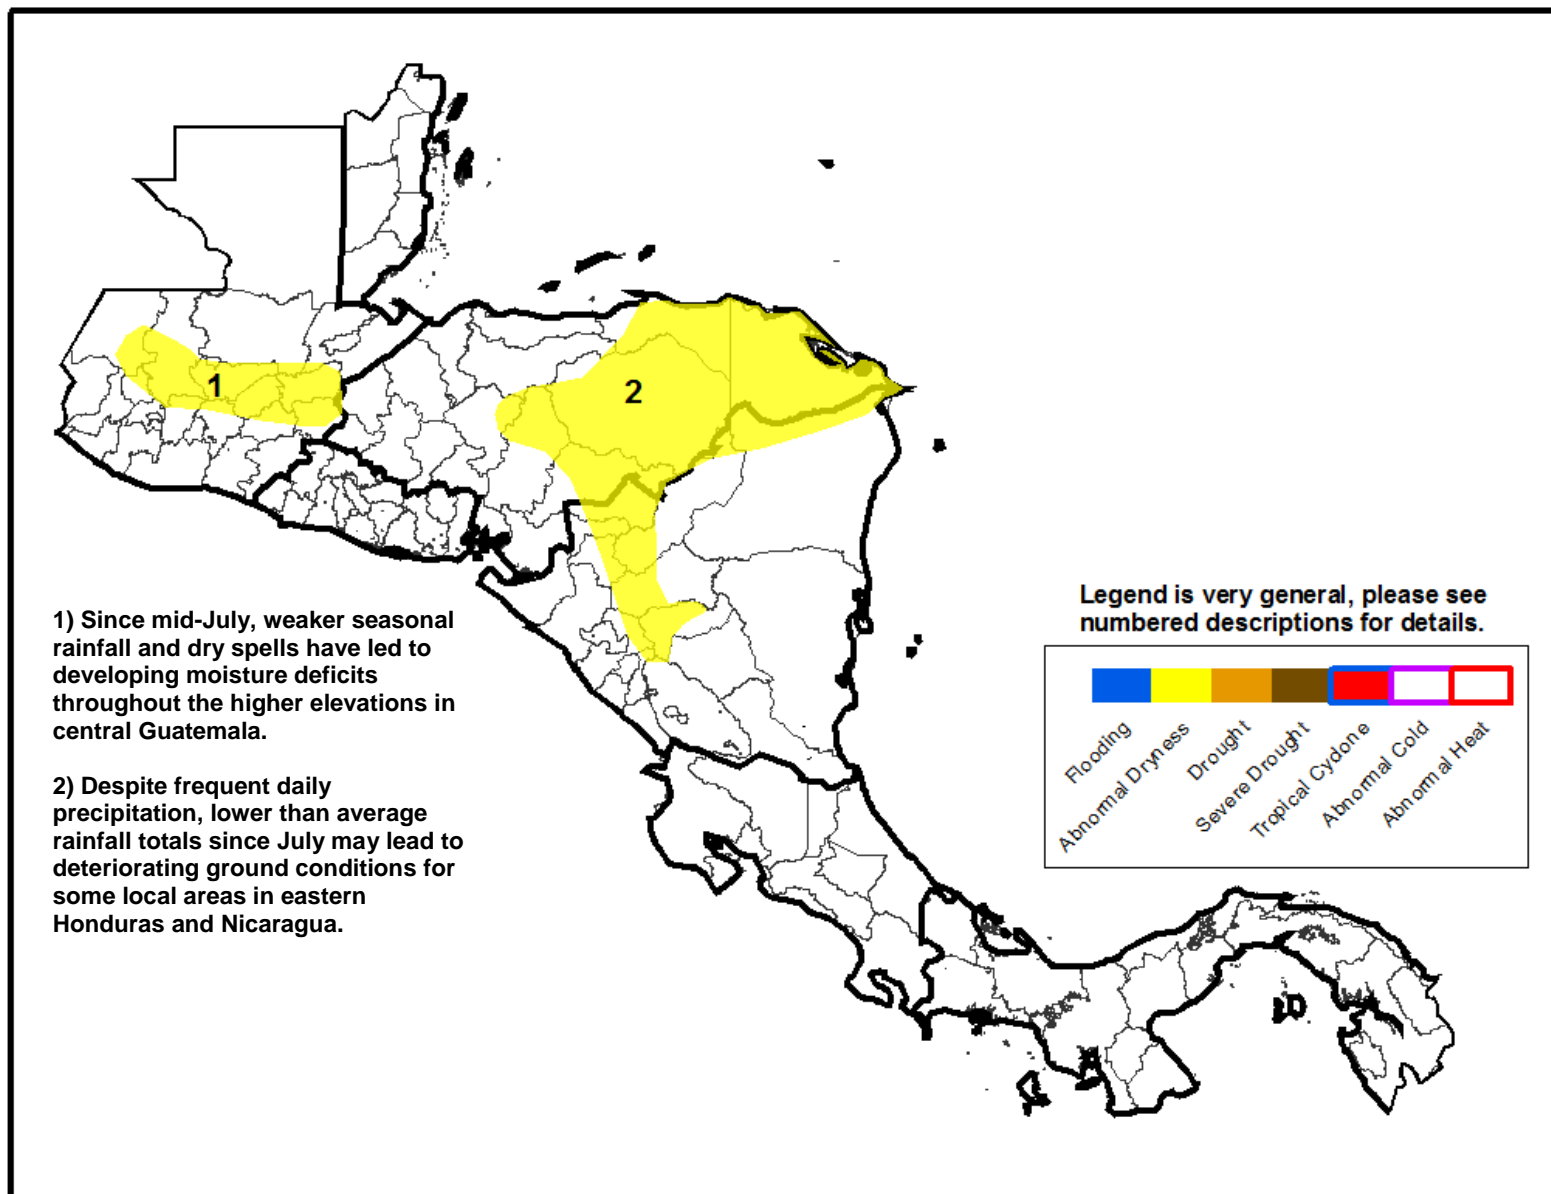 1
2
1) Since mid-July, weaker seasonal
rainfall and dry spells have led to
developing moisture deficits
throughout the higher elevations in
central Guatemala.
2) Despite frequent daily
precipitation, lower than average
rainfall totals since July may lead to
deteriorating ground conditions for
some local areas in eastern
Honduras and Nicaragua.
Legend is very general, please see
numbered descriptions for details.
Flooding
Abnormal Dryness
Drought
Severe Drought
Tropical Cyclone
Abnormal Cold
Abnormal Heat